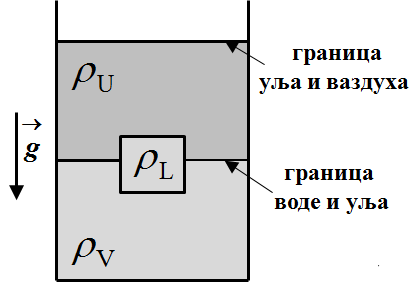 граница
уља и ваздуха
ρU
g
ρL
граница
воде и уља
ρV